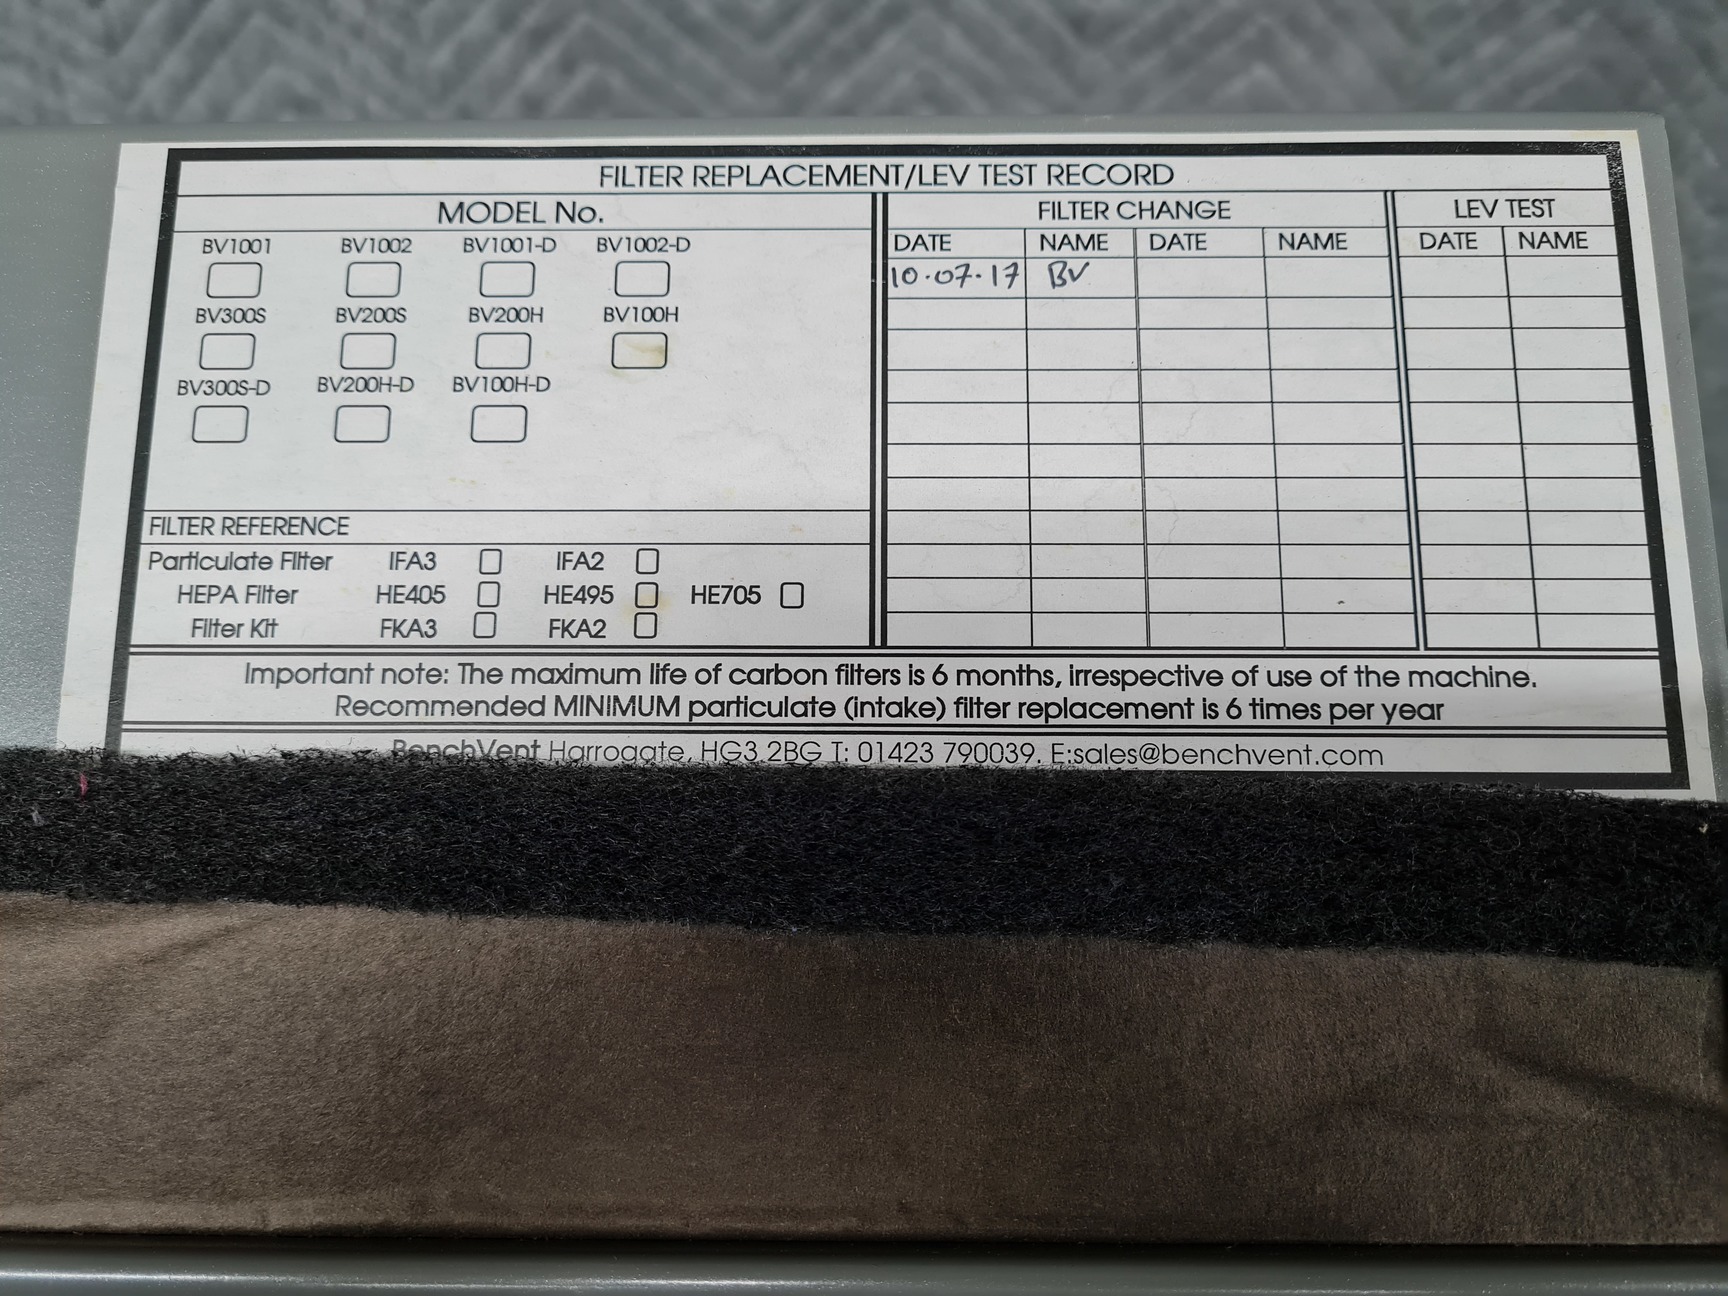 FILTER REPLACEMENT/LEV TEST RECORD
MODEL No.
BV1001 BV1002 BV1001-D BV1002-D
BV300S BV200S BV200H BV100H
BV300S-D BV200H-D BV100H-D
FILTER REFERENCE
Particulate Filter IFA3 IFA2
HEPA Filter HE405 HE495 HE705
Filter Kit FKA3 FKA2
FILTER CHANGE
DATE NAME DATE NAME
10.07.17 BV
LEV TEST
DATE NAME
Important note: The maximum life of carbon filters is 6 months, irrespective of use of the machine.
Recommended MINIMUM particulate (intake) filter replacement is 6 times per year
BenchVent Harrogate, HG3 2BG T: 01423 790039. E:sales@benchvent.com